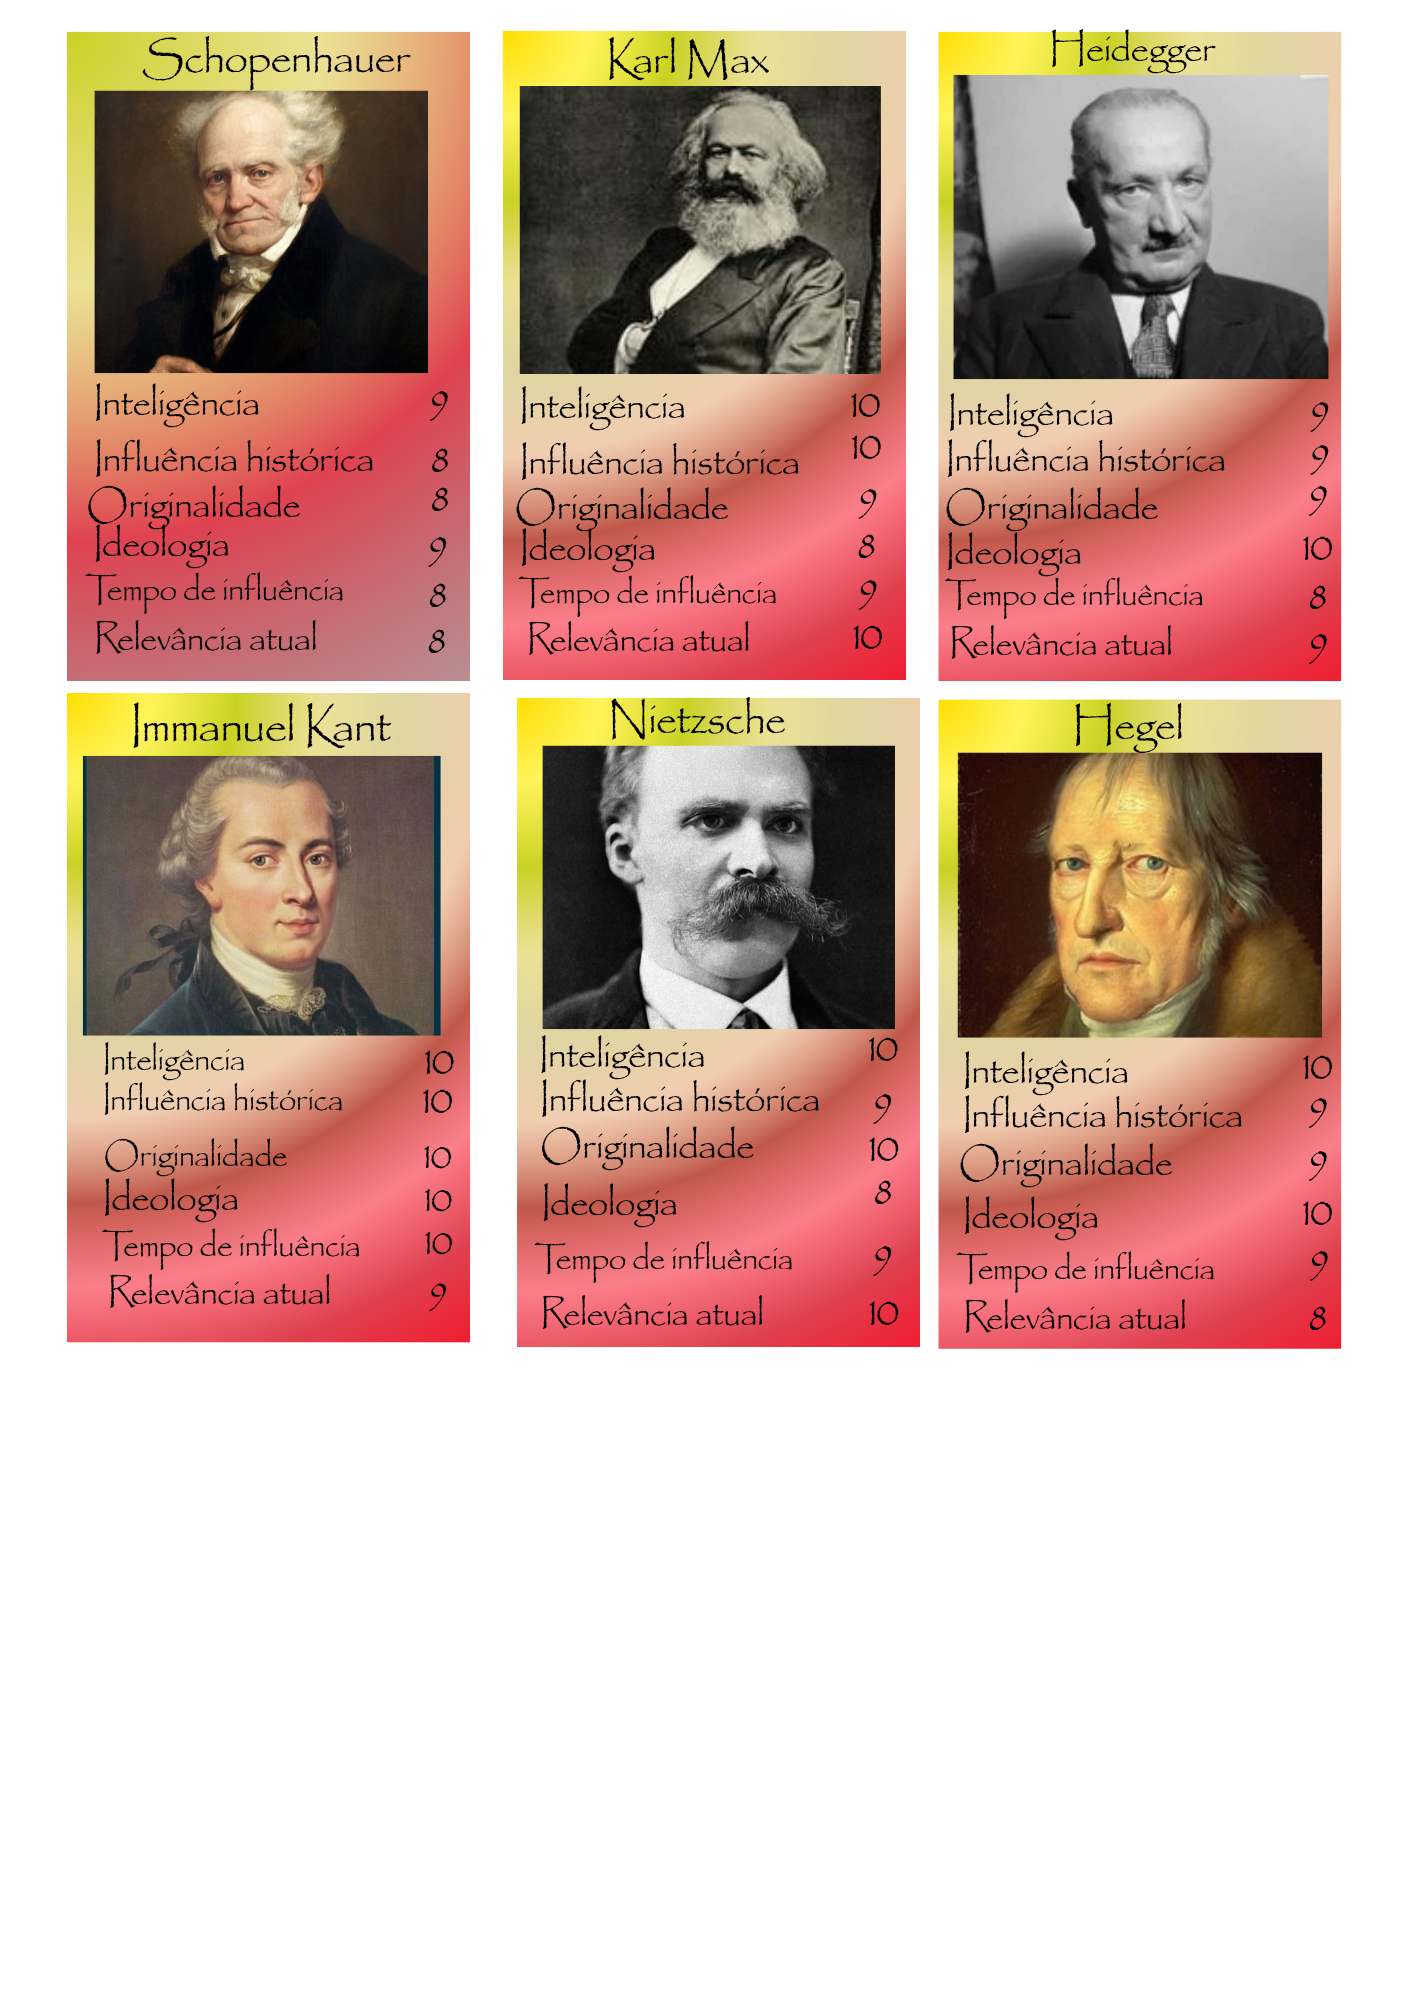 Schopenhauer
Inteligência 9
Influência histórica 8
Originalidade 8
Ideologia 9
Tempo de influência 8
Relevância atual 8
Karl Max
Inteligência 10
Influência histórica 10
Originalidade 9
Ideologia 8
Tempo de influência 9
Relevância atual 10
Heidegger
Inteligência 9
Influência histórica 9
Originalidade 9
Ideologia 10
Tempo de influência 8
Relevância atual 9
Immanuel Kant
Inteligência 10
Influência histórica 10
Originalidade 10
Ideologia 10
Tempo de influência 10
Relevância atual 9
Nietzsche
Inteligência 10
Influência histórica 9
Originalidade 10
Ideologia 8
Tempo de influência 9
Relevância atual 10
Hegel
Inteligência 10
Influência histórica 9
Originalidade 9
Ideologia 10
Tempo de influência 9
Relevância atual 8